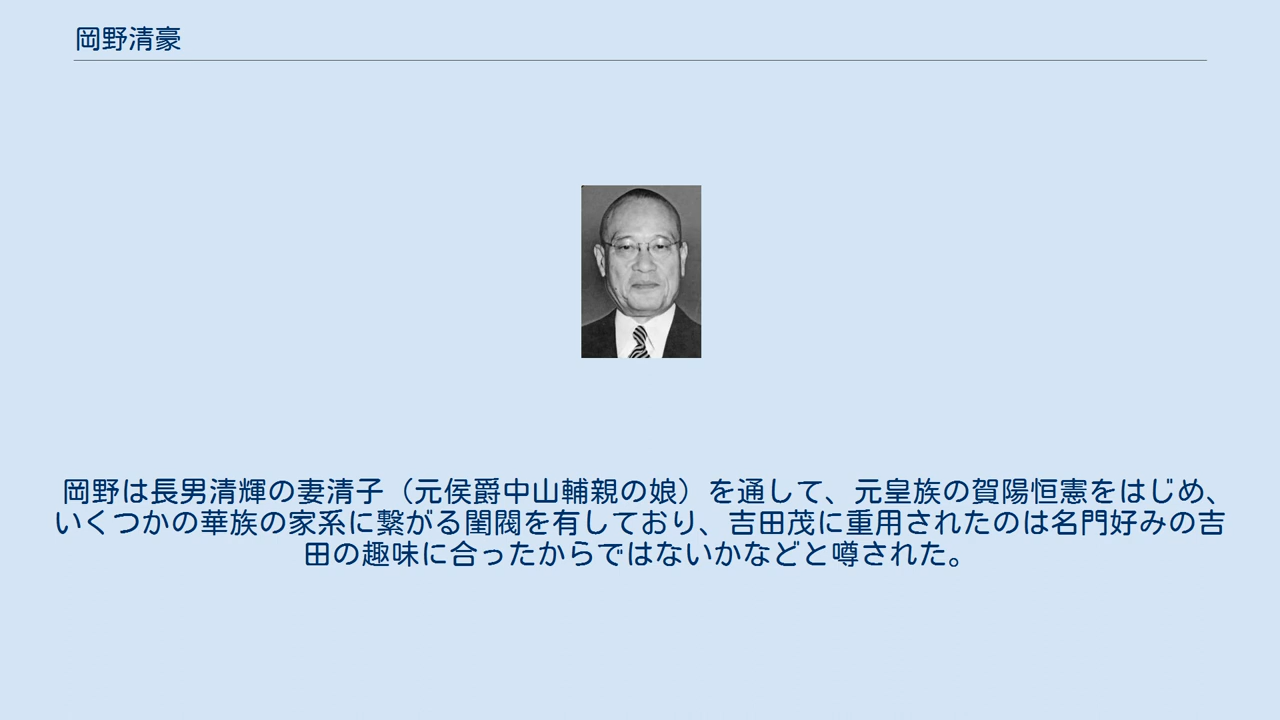 岡野清豪
岡野は長男清輝の妻清子（元侯爵中山輔親の娘）を通して、元皇族の賀陽恒憲をはじめ、
いくつかの華族の家系に繋がる閨閥を有しており、吉田茂に重用されたのは名門好みの吉
田の趣味に合ったからではないかなどと噂された。